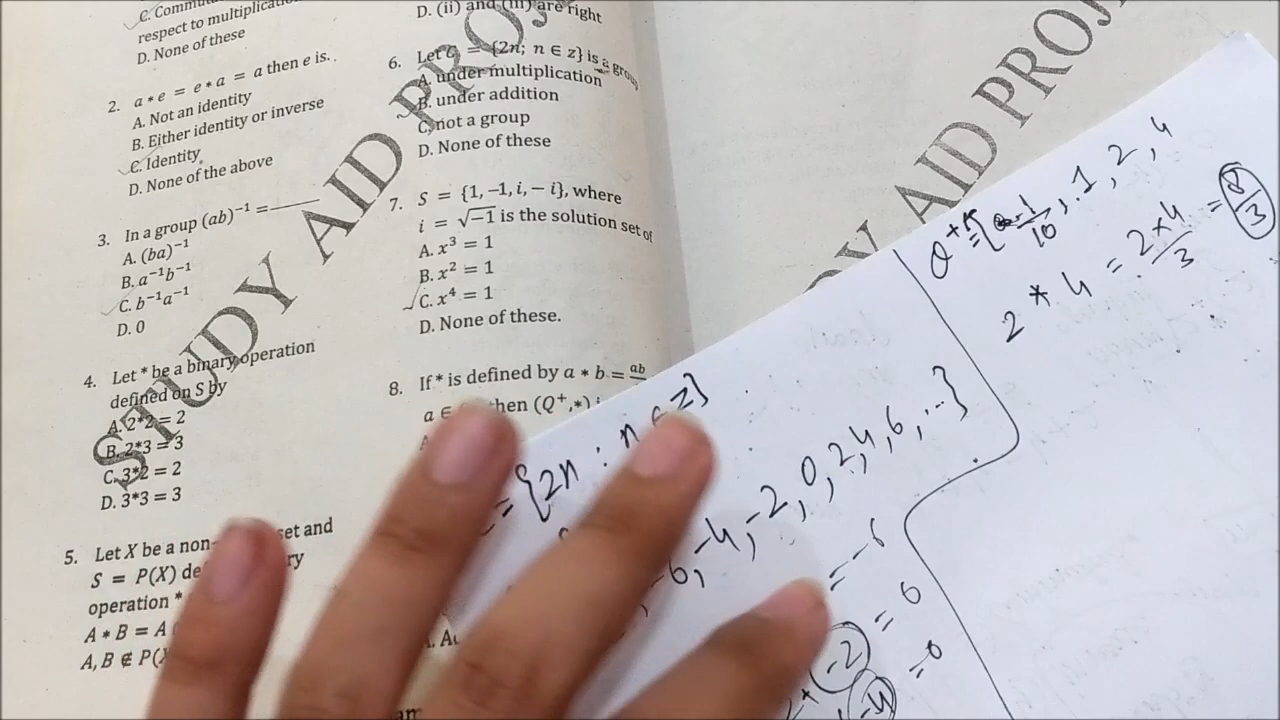 C. Commu
respect to multiplicatio
D. None of these
2. a * e = e * a = a then e is. .
A. Not an identity
B. Either identity or inverse
C. Identity
D. None of the above
3. In a group (ab)⁻¹ = ______
A. (ba)⁻¹
B. a⁻¹b⁻¹
C. b⁻¹a⁻¹
D. 0
4. Let * be a binary operation
defined on S by
A. 2*2 = 2
B. 2*3 = 3
C. 3*2 = 2
D. 3*3 = 3
5. Let X be a non- set and
S = P(X) de ry
operation *
A * B = A
A, B ∉ P(X
D. (ii) and (iii) are right
6. Let G = {2n; n ∈ z} is a group
A. under multiplication
B. under addition
C. not a group
D. None of these
7. S = {1, −1, i, − i}, where
i = √−1 is the solution set of
A. x³ = 1
B. x² = 1
C. x⁴ = 1
D. None of these.
8. If * is defined by a * b = ab
a ∈ then (Q⁺,*)
STUDY AID PROJ
Y AID PROJ
= {2n : n ∈ z}
-6, -4, -2, 0, 2, 4, 6, ...}
= -6
= 6
(-2)
-4 = 0
1/10, .1, 2, 4
2 * 4 = 2×4/3 = 8/3